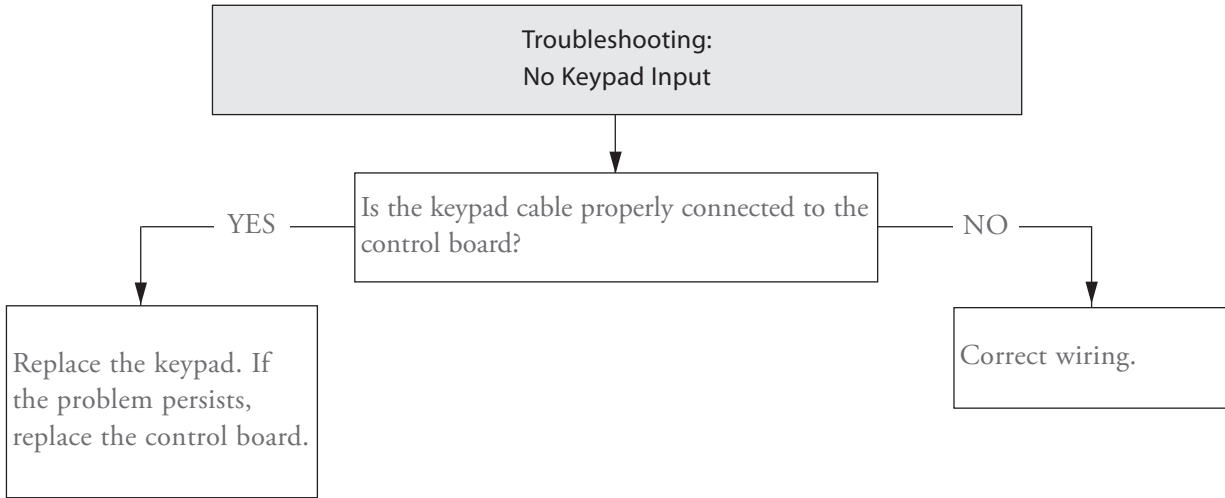 Troubleshooting:
No Keypad Input
Is the keypad cable properly connected to the
control board?
YES
NO
Replace the keypad. If
the problem persists,
replace the control board.
Correct wiring.